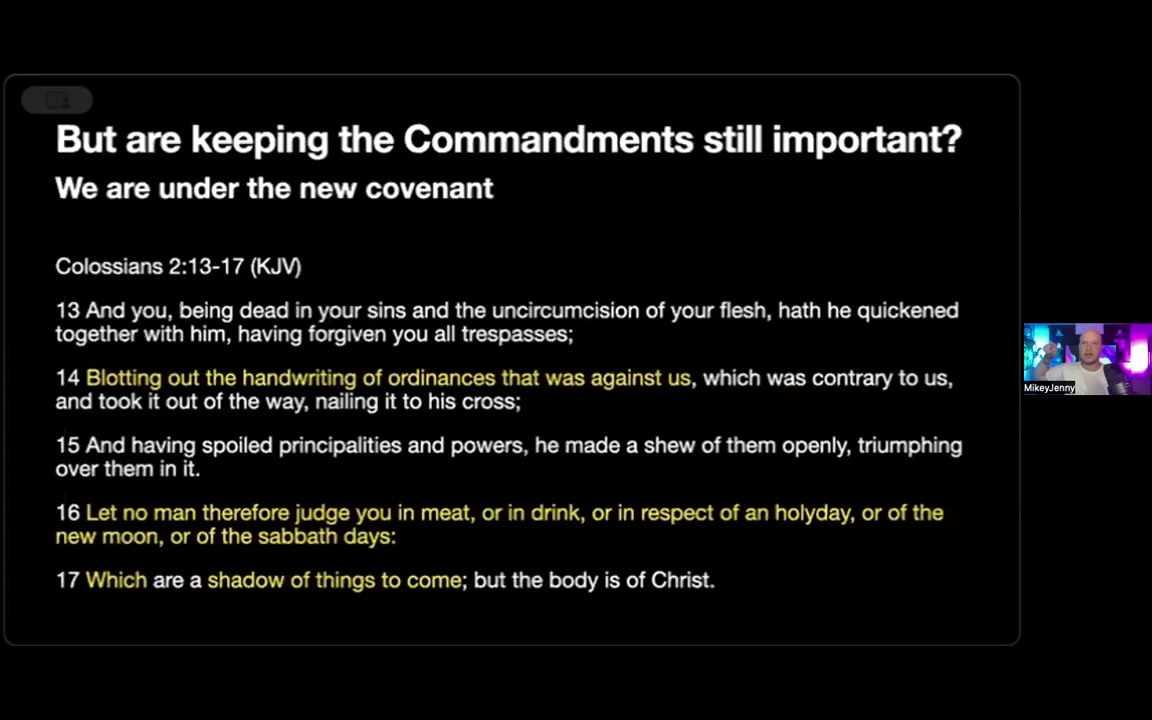 But are keeping the Commandments still important?
We are under the new covenant
Colossians 2:13-17 (KJV)
13 And you, being dead in your sins and the uncircumcision of your flesh, hath he quickened
together with him, having forgiven you all trespasses;
14 Blotting out the handwriting of ordinances that was against us, which was contrary to us,
and took it out of the way, nailing it to his cross;
15 And having spoiled principalities and powers, he made a shew of them openly, triumphing
over them in it.
16 Let no man therefore judge you in meat, or in drink, or in respect of an holyday, or of the
new moon, or of the sabbath days:
17 Which are a shadow of things to come; but the body is of Christ.
MikeyJenny